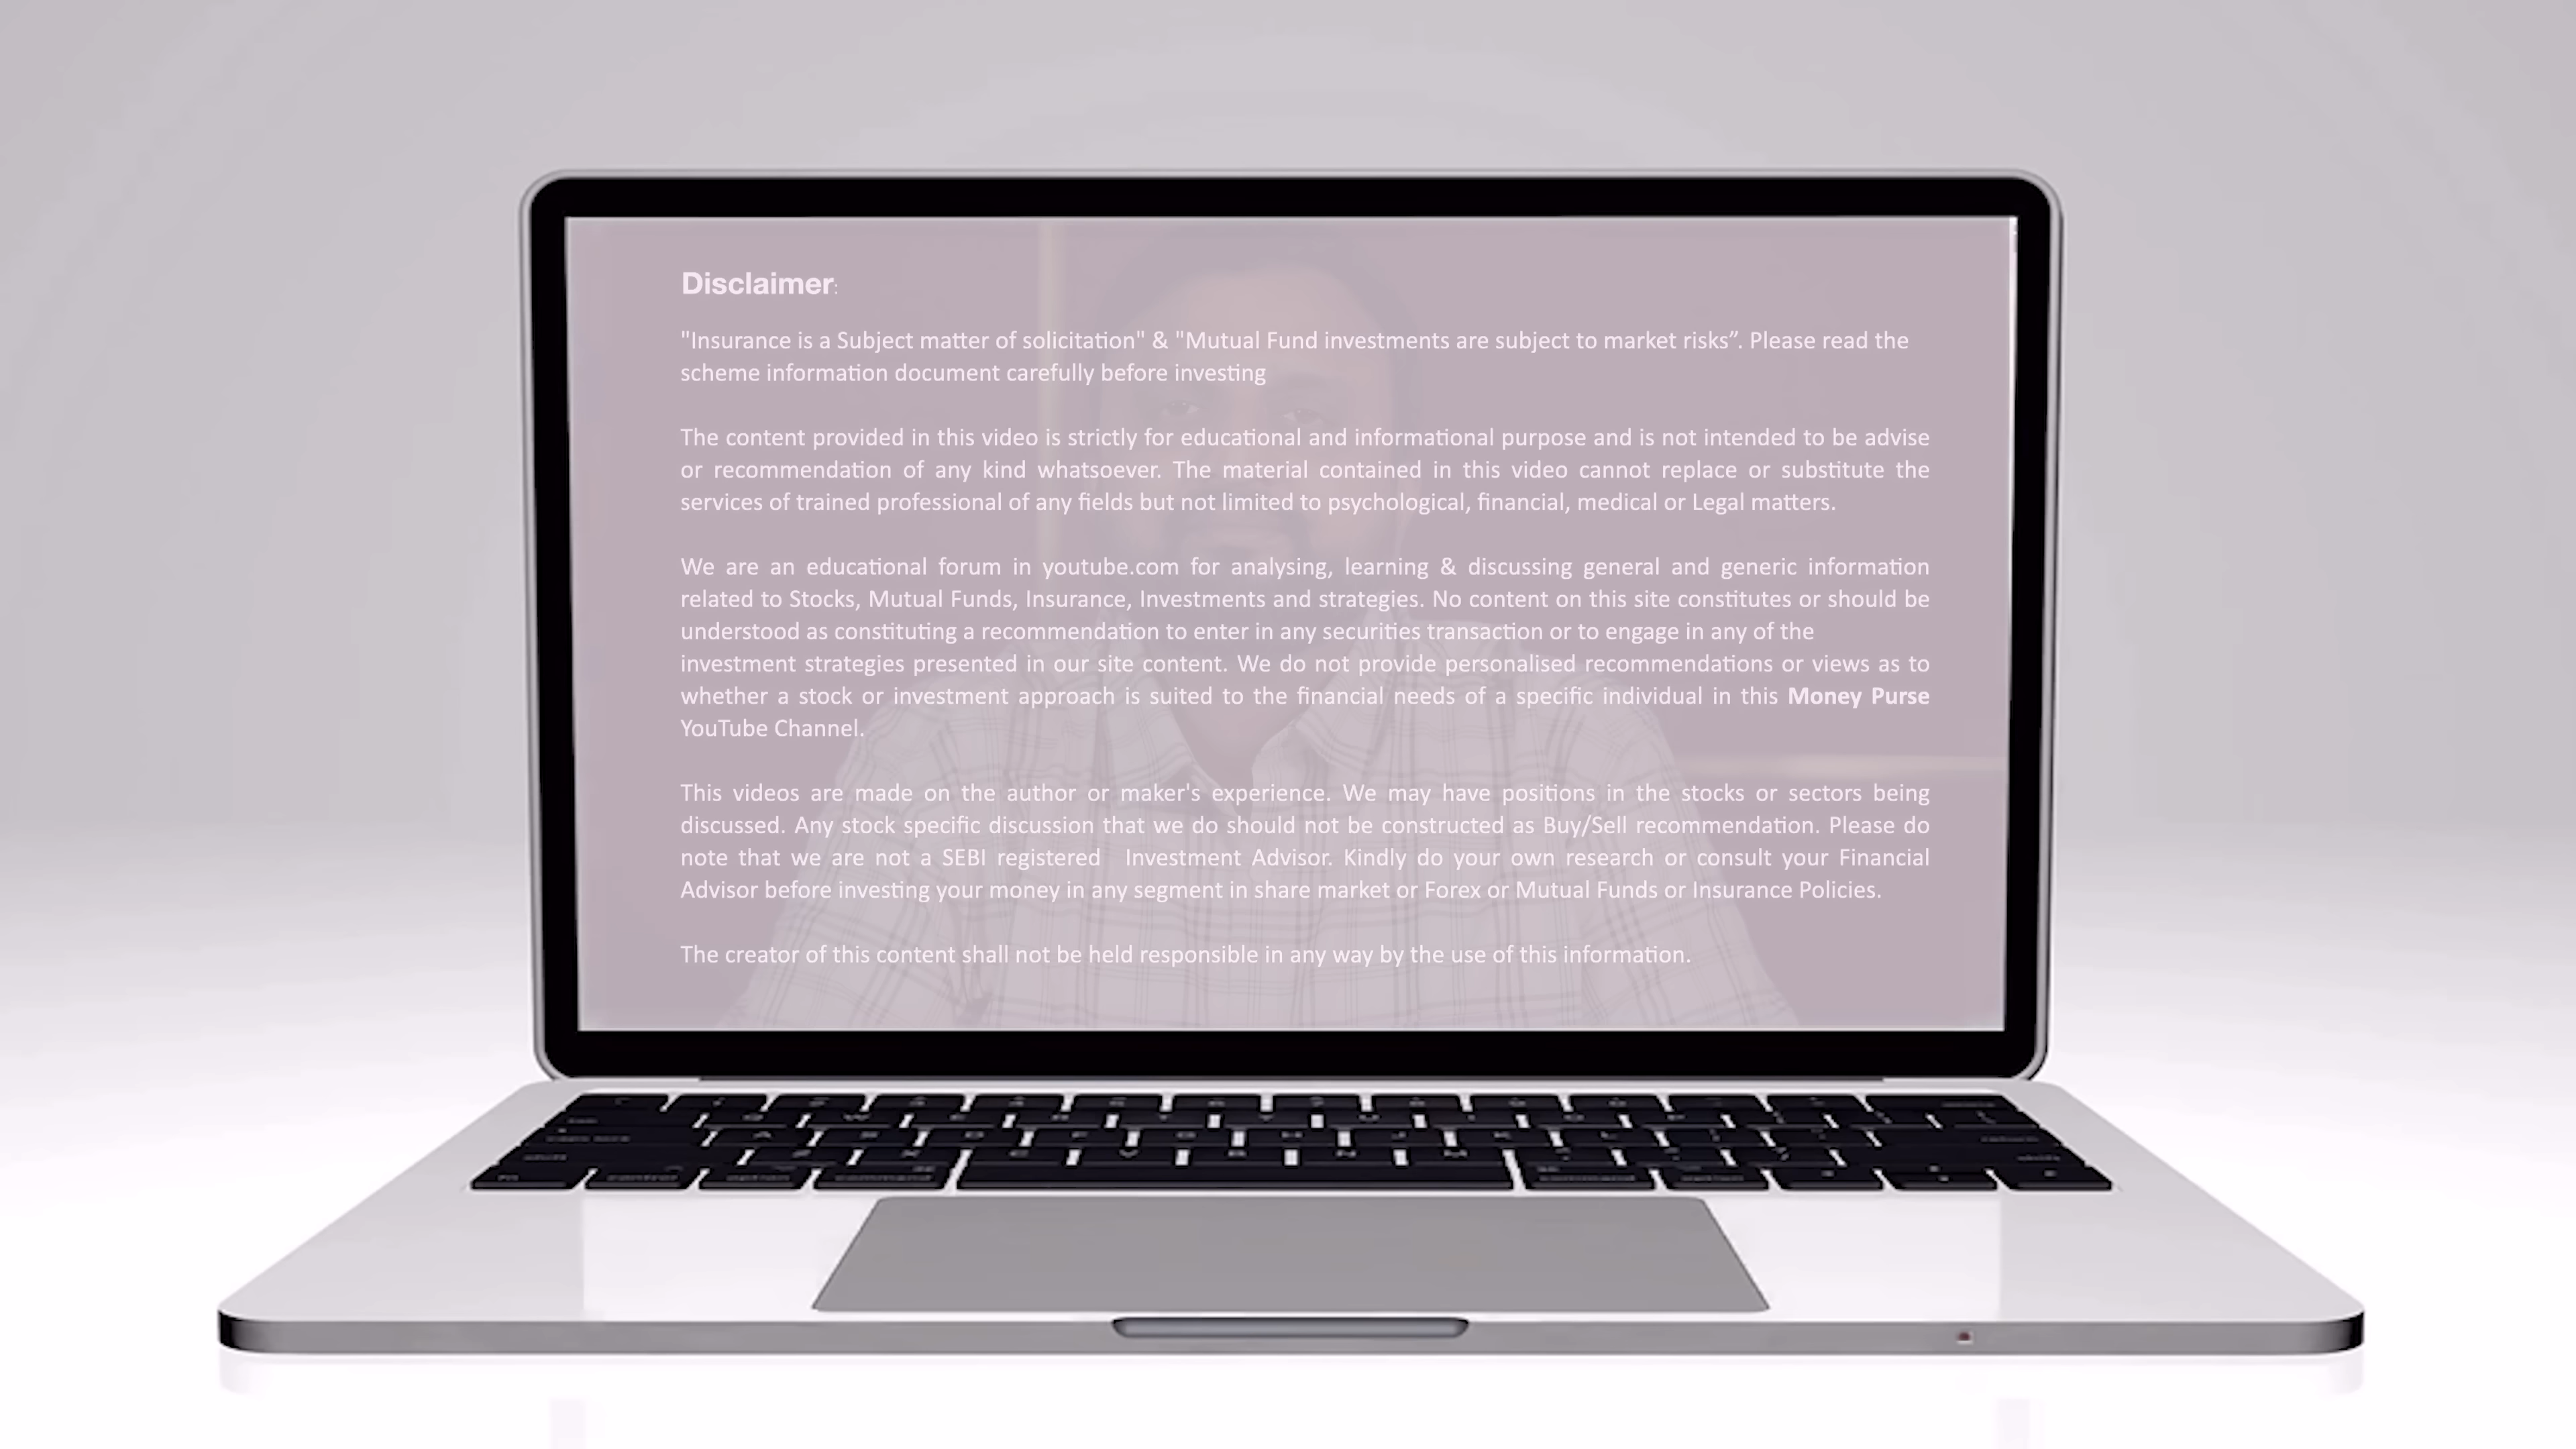 Disclaimer:
"Insurance is a Subject matter of solicitation" & "Mutual Fund investments are subject to market risks”. Please read the
scheme information document carefully before investing
The content provided in this video is strictly for educational and informational purpose and is not intended to be advise
or recommendation of any kind whatsoever. The material contained in this video cannot replace or substitute the
services of trained professional of any fields but not limited to psychological, financial, medical or Legal matters.
We are an educational forum in youtube.com for analysing, learning & discussing general and generic information
related to Stocks, Mutual Funds, Insurance, Investments and strategies. No content on this site constitutes or should be
understood as constituting a recommendation to enter in any securities transaction or to engage in any of the
investment strategies presented in our site content. We do not provide personalised recommendations or views as to
whether a stock or investment approach is suited to the financial needs of a specific individual in this Money Purse
YouTube Channel.
This videos are made on the author or maker's experience. We may have positions in the stocks or sectors being
discussed. Any stock specific discussion that we do should not be constructed as Buy/Sell recommendation. Please do
note that we are not a SEBI registered Investment Advisor. Kindly do your own research or consult your Financial
Advisor before investing your money in any segment in share market or Forex or Mutual Funds or Insurance Policies.
The creator of this content shall not be held responsible in any way by the use of this information.